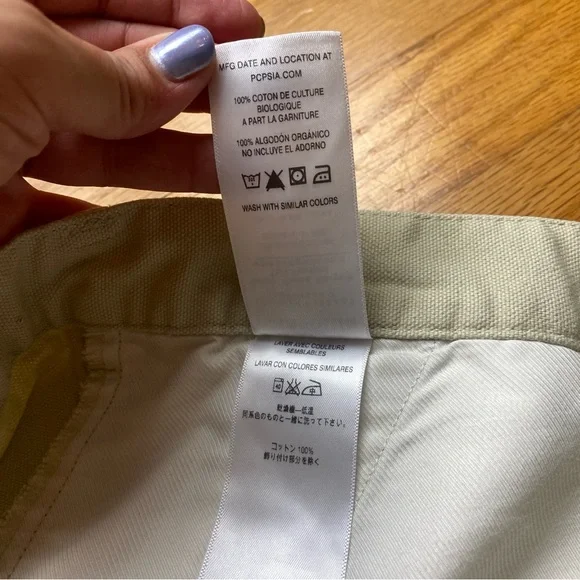 MFG DATE AND LOCATION AT
PCPSIA.COM
100% COTON DE CULTURE
BIOLOGIQUE
A PART LA GARNITURE
100% ALGODÓN ORGÁNICO
NO INCLUYE EL ADORNO
WASH WITH SIMILAR COLORS
LAVER AVEC COULEURS
SEMBLABLES
LAVAR CON COLORES SIMILARES
40
乾燥機—低温
同系色のものと一緒に洗って下さい。
コットン 100%
飾り付け部分を除く